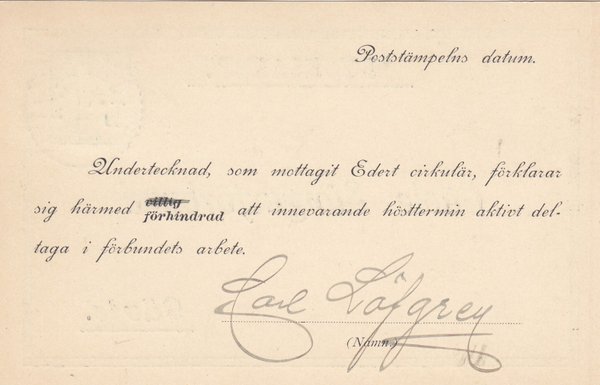 Poststämpelns datum.
Undertecknad, som mottagit Edert cirkulär, förklarar
sig härmed villig
förhindrad att innevarande hösttermin aktivt del-
taga i förbundets arbete.
Carl Löfgren
(Namn)